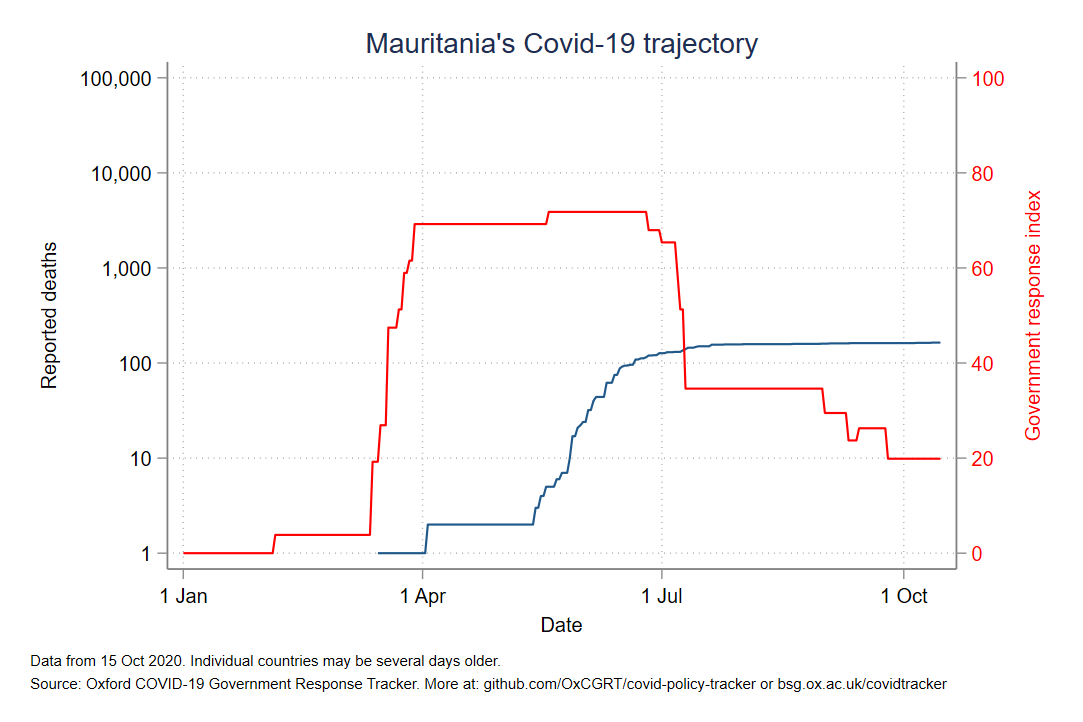 Mauritania's Covid-19 trajectory
100,000
10,000
1,000
100
10
1
Reported deaths
100
80
60
40
20
0
Government response index
1 Jan
1 Apr
1 Jul
1 Oct
Date
Data from 15 Oct 2020. Individual countries may be several days older.
Source: Oxford COVID-19 Government Response Tracker. More at: github.com/OxCGRT/covid-policy-tracker or bsg.ox.ac.uk/covidtracker